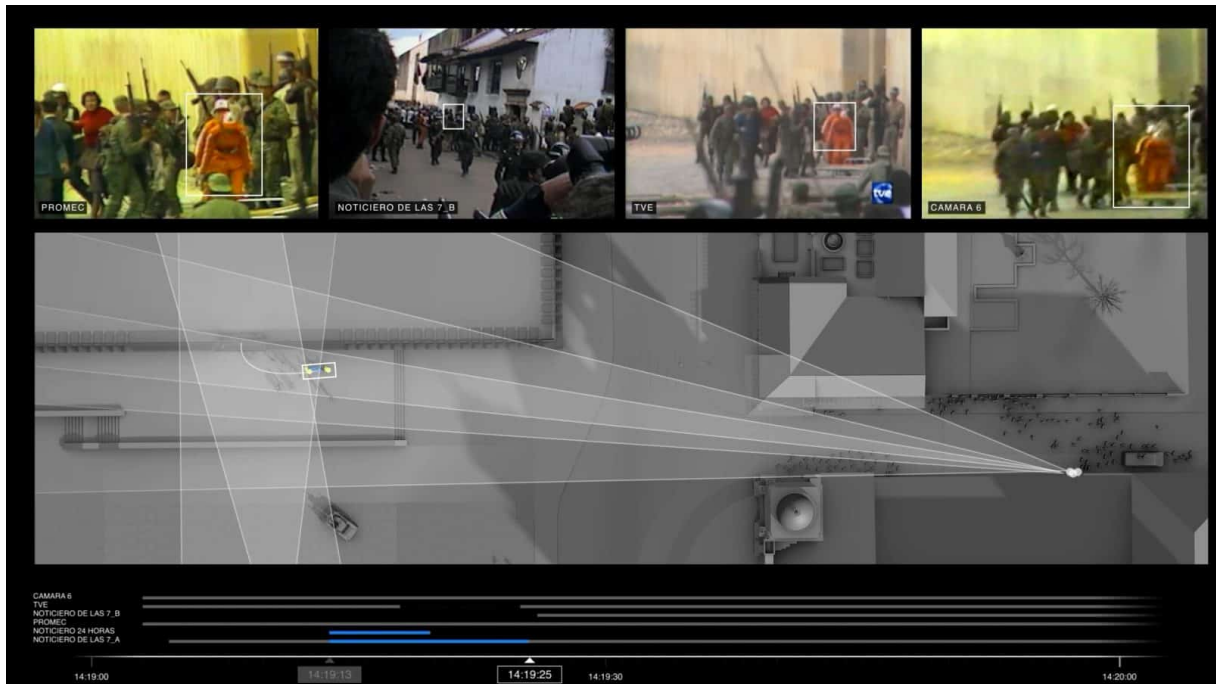 PROMEC
NOTICIERO DE LAS 7_B
TVE
tve
CAMARA 6
CAMARA 6
TVE
NOTICIERO DE LAS 7_B
PROMEC
NOTICIERO 24 HORAS
NOTICIERO DE LAS 7_A
14:19:00
14:19:13
14:19:25
14:19:30
14:20:00